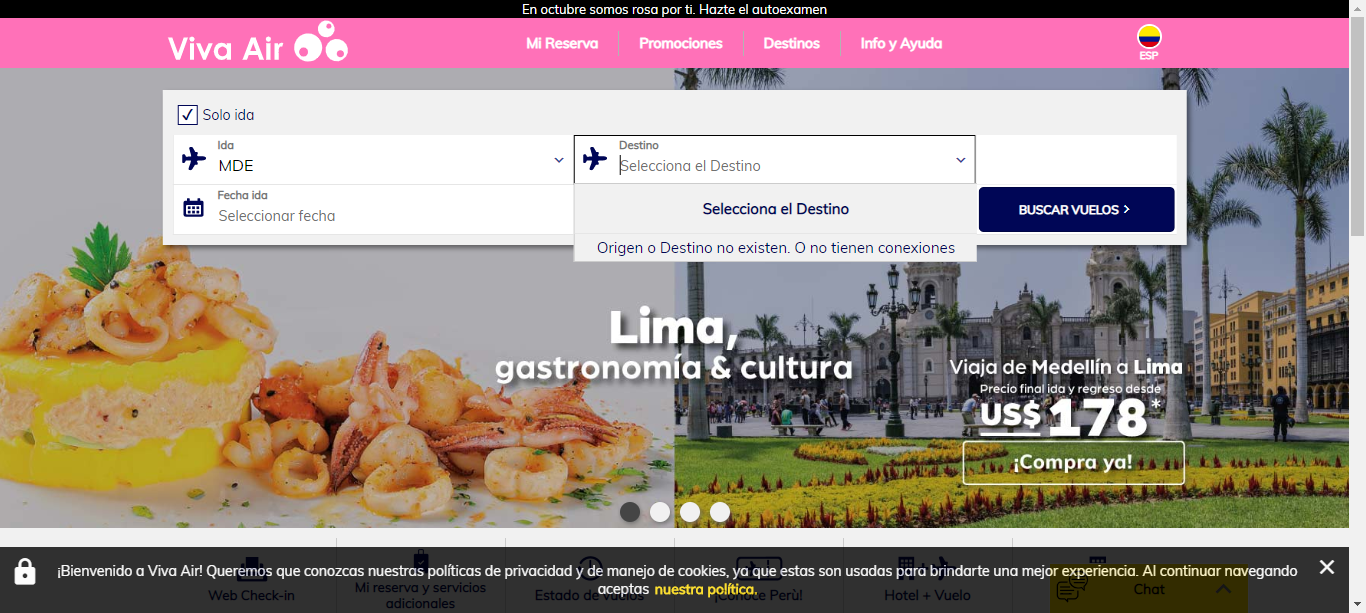 En octubre somos rosa por ti. Hazte el autoexamen
Viva Air
Mi Reserva
Promociones
Destinos
Info y Ayuda
ESP
Solo ida
Ida
MDE
Destino
Selecciona el Destino
Fecha ida
Seleccionar fecha
Selecciona el Destino
BUSCAR VUELOS
Origen o Destino no existen. O no tienen conexiones
Lima,
gastronomía & cultura
Viaja de Medellín a Lima
Precio final ida y regreso desde
US$ 178*
¡Compra ya!
¡Bienvenido a Viva Air! Queremos que conozcas nuestras políticas de privacidad y de manejo de cookies, ya que estas son usadas para brindarte una mejor experiencia. Al continuar navegando
aceptas nuestra política.
Web Check-in
Mi reserva y servicios
adicionales
Estado de vuelos
¡Conoce Perù!
Hotel + Vuelo
Chat